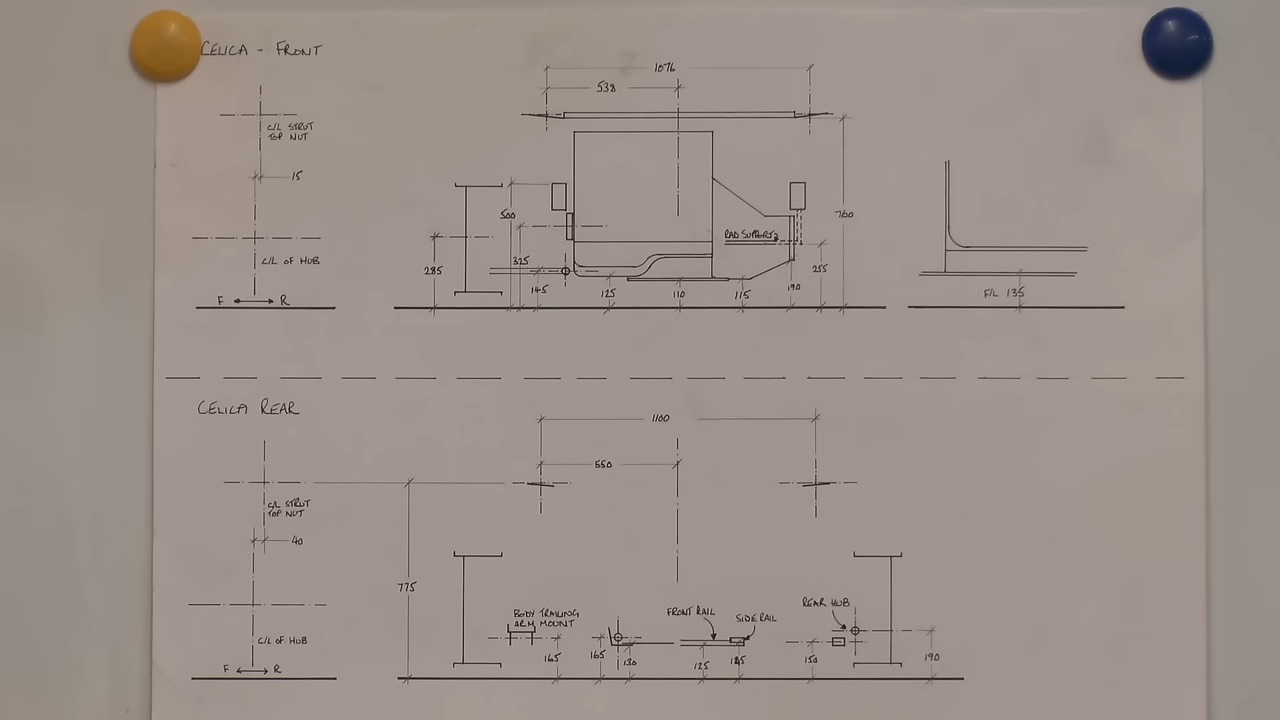 CELICA - FRONT
1076
538
C/L STRUT
TOP NUT
15
500
760
RAD SUPPORTS
C/L OF HUB
285
325
255
145
125
110
115
190
F/L 135
F R
CELICA REAR
1100
550
C/L STRUT
TOP NUT
40
775
BODY TRAILING
ARM MOUNT
FRONT RAIL
SIDE RAIL
REAR HUB
C/L OF HUB
165
165
130
125
150
190
F R